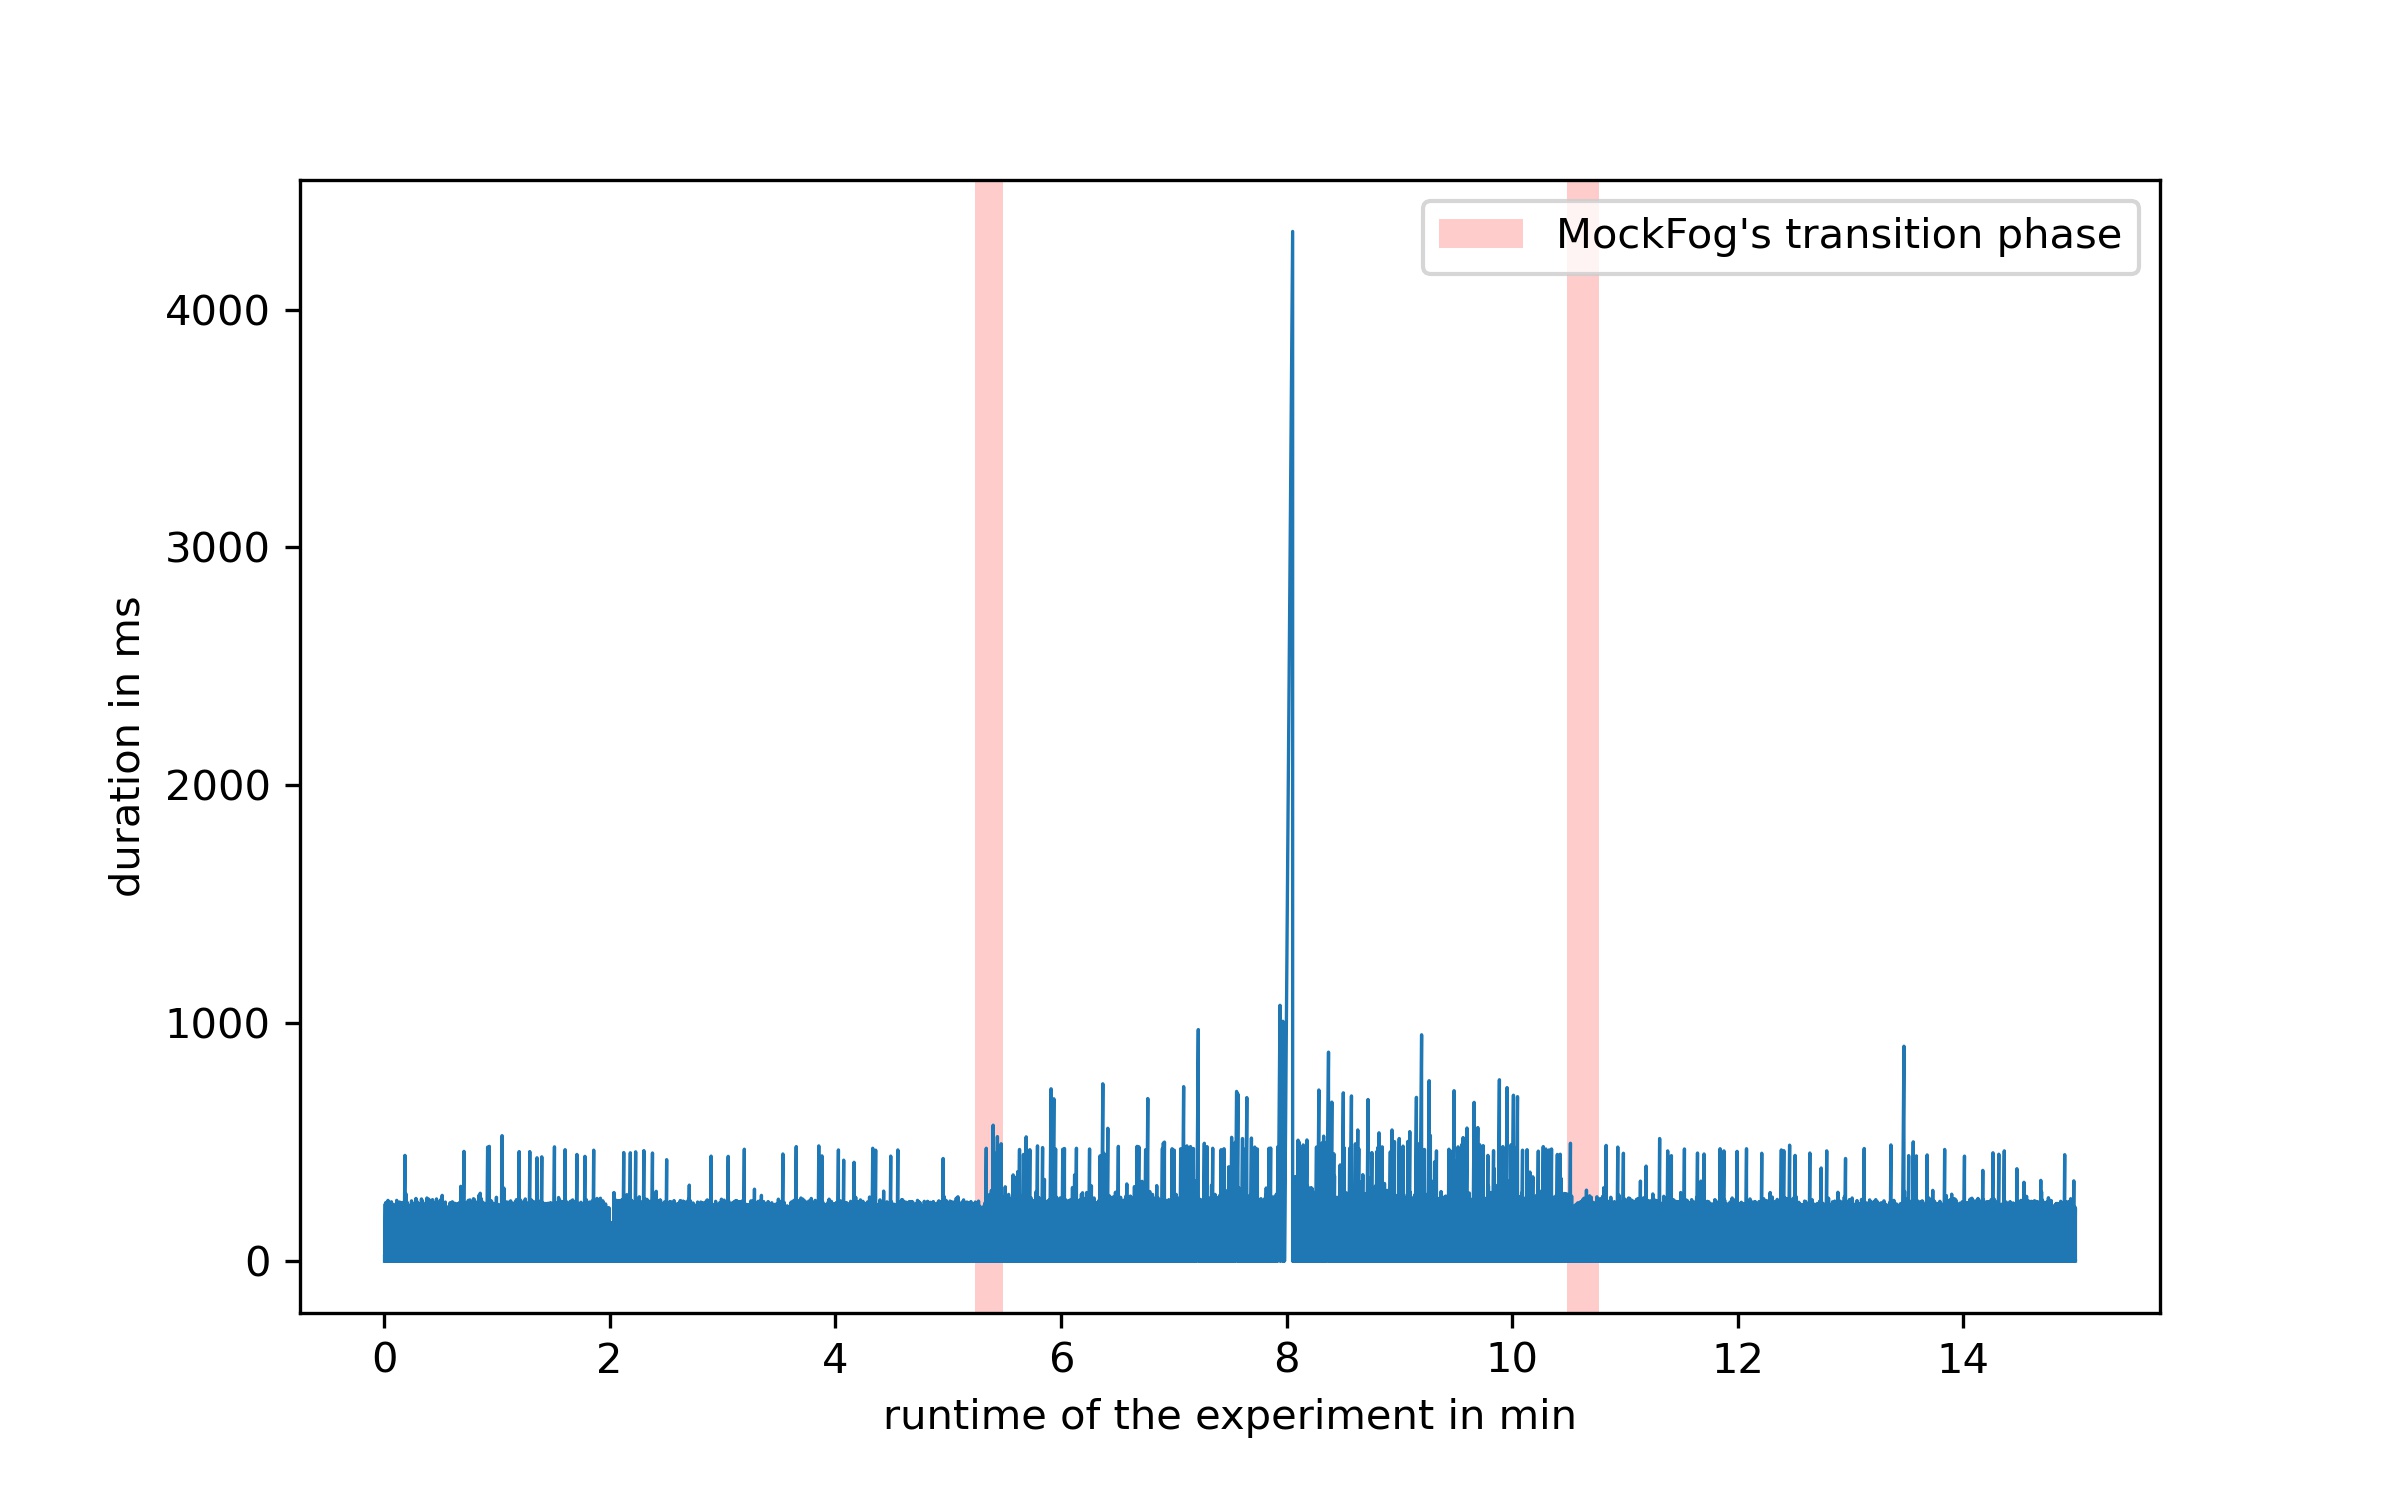 MockFog's transition phase
4000
3000
2000
1000
0
duration in ms
0 2 4 6 8 10 12 14
runtime of the experiment in min